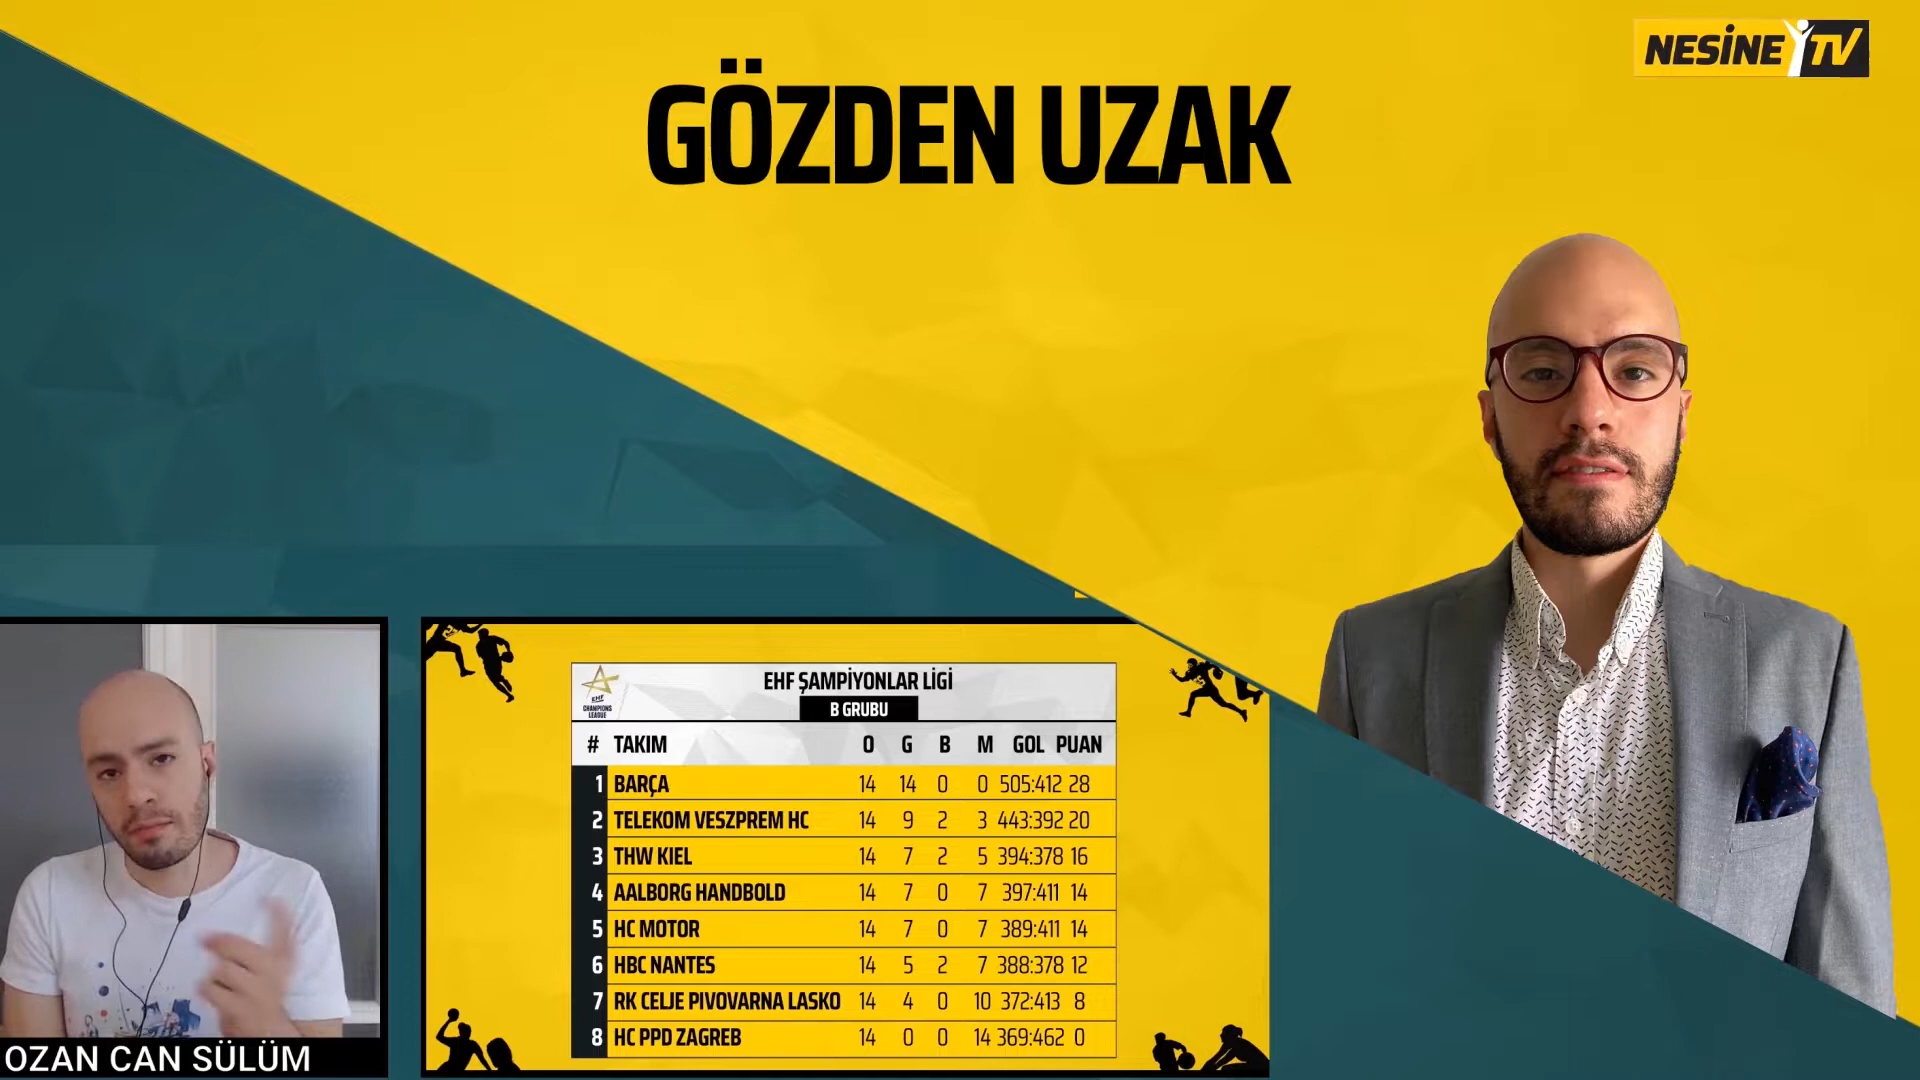 NESİNE TV
GÖZDEN UZAK
EHF ŞAMPİYONLAR LİGİ
EHF
CHAMPIONS
LEAGUE
B GRUBU
# TAKIM O G B M GOL PUAN
1 BARÇA 14 14 0 0 505:412 28
2 TELEKOM VESZPREM HC 14 9 2 3 443:392 20
3 THW KIEL 14 7 2 5 394:378 16
4 AALBORG HANDBOLD 14 7 0 7 397:411 14
5 HC MOTOR 14 7 0 7 389:411 14
6 HBC NANTES 14 5 2 7 388:378 12
7 RK CELJE PIVOVARNA LASKO 14 4 0 10 372:413 8
8 HC PPD ZAGREB 14 0 0 14 369:462 0
OZAN CAN SÜLÜM